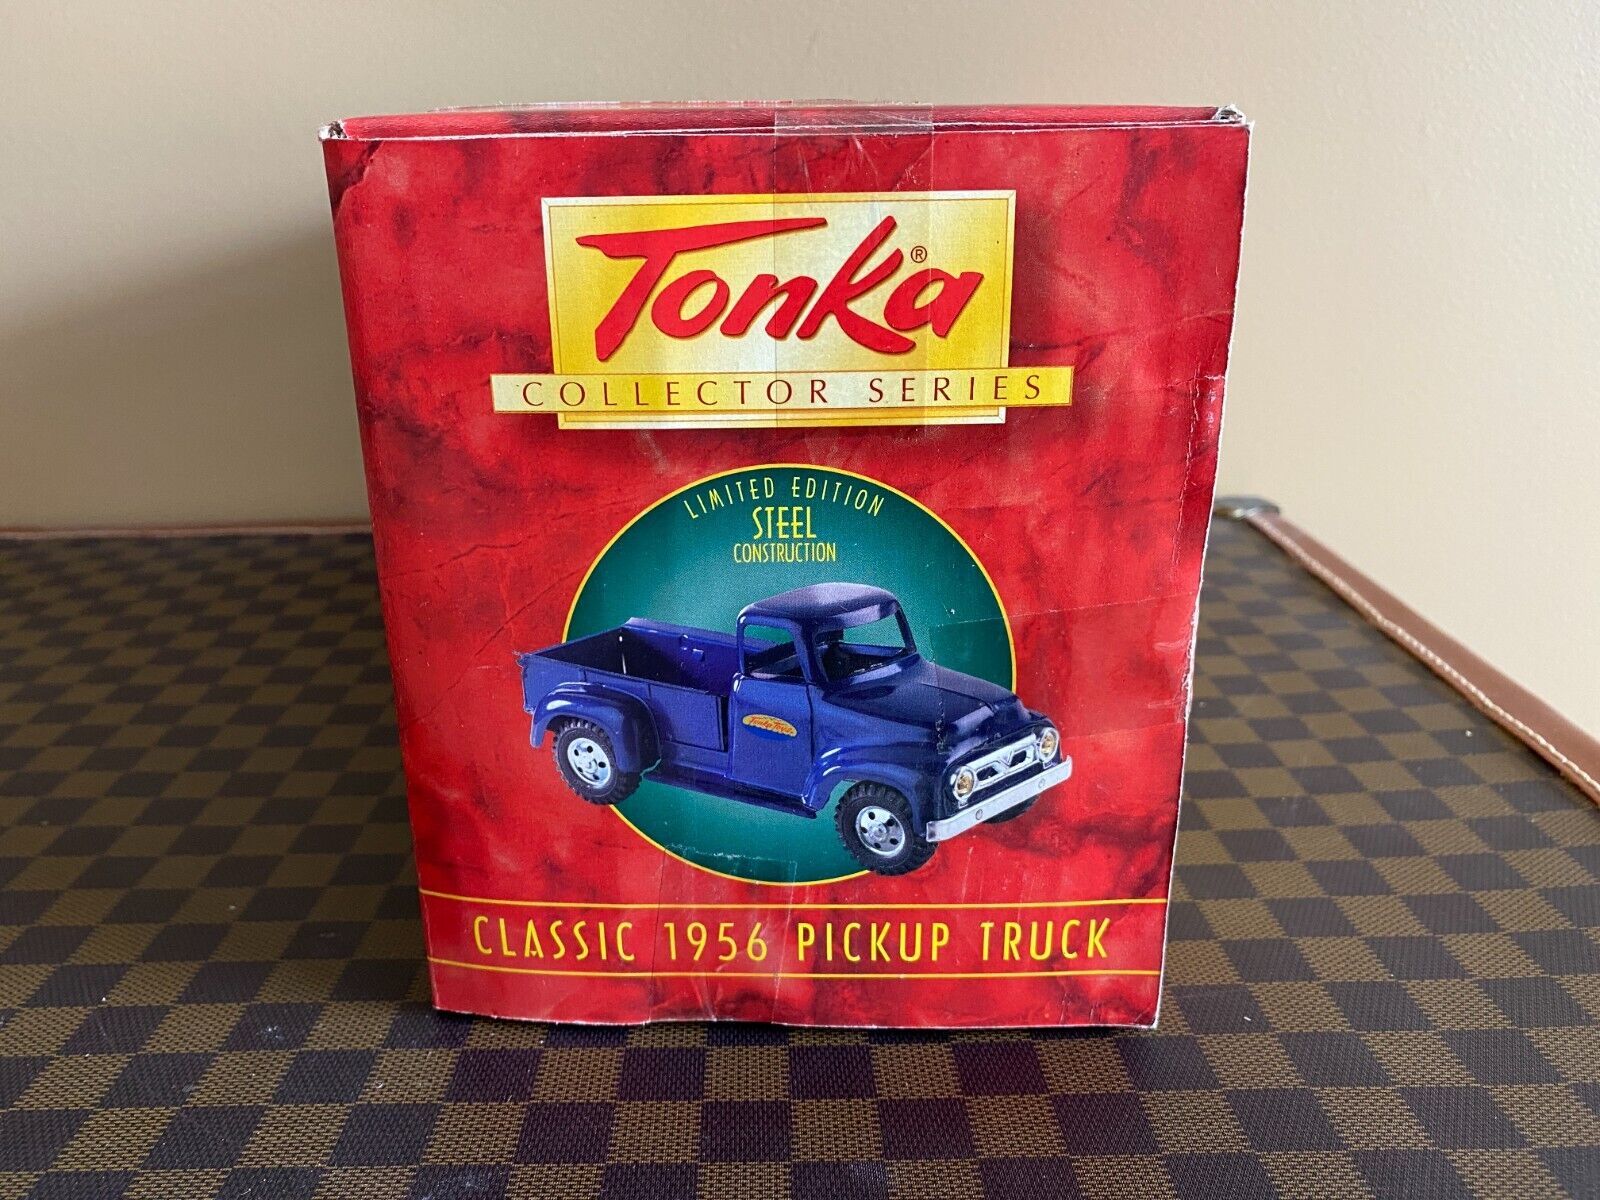 Tonka®
COLLECTOR SERIES
LIMITED EDITION
STEEL
CONSTRUCTION
Tonka Toys
CLASSIC 1956 PICKUP TRUCK